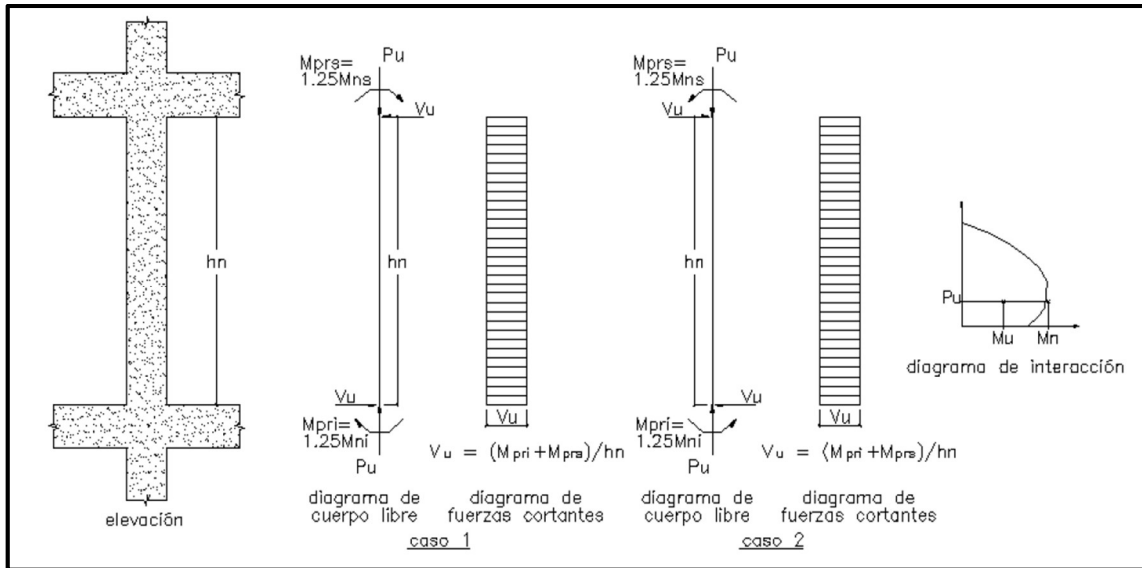 elevación
hn
Mprs=
1.25Mns
Pu
Vu
hn
Vu
Mpri=
1.25Mni
Pu
Vu
Vu = (Mpri+Mprs)/hn
diagrama de
cuerpo libre
diagrama de
fuerzas cortantes
caso 1
Mprs=
1.25Mns
Pu
Vu
hn
Vu
Mpri=
1.25Mni
Pu
Vu
Vu = (Mpri+Mprs)/hn
diagrama de
cuerpo libre
diagrama de
fuerzas cortantes
caso 2
Pu
Mu
Mn
diagrama de interacción